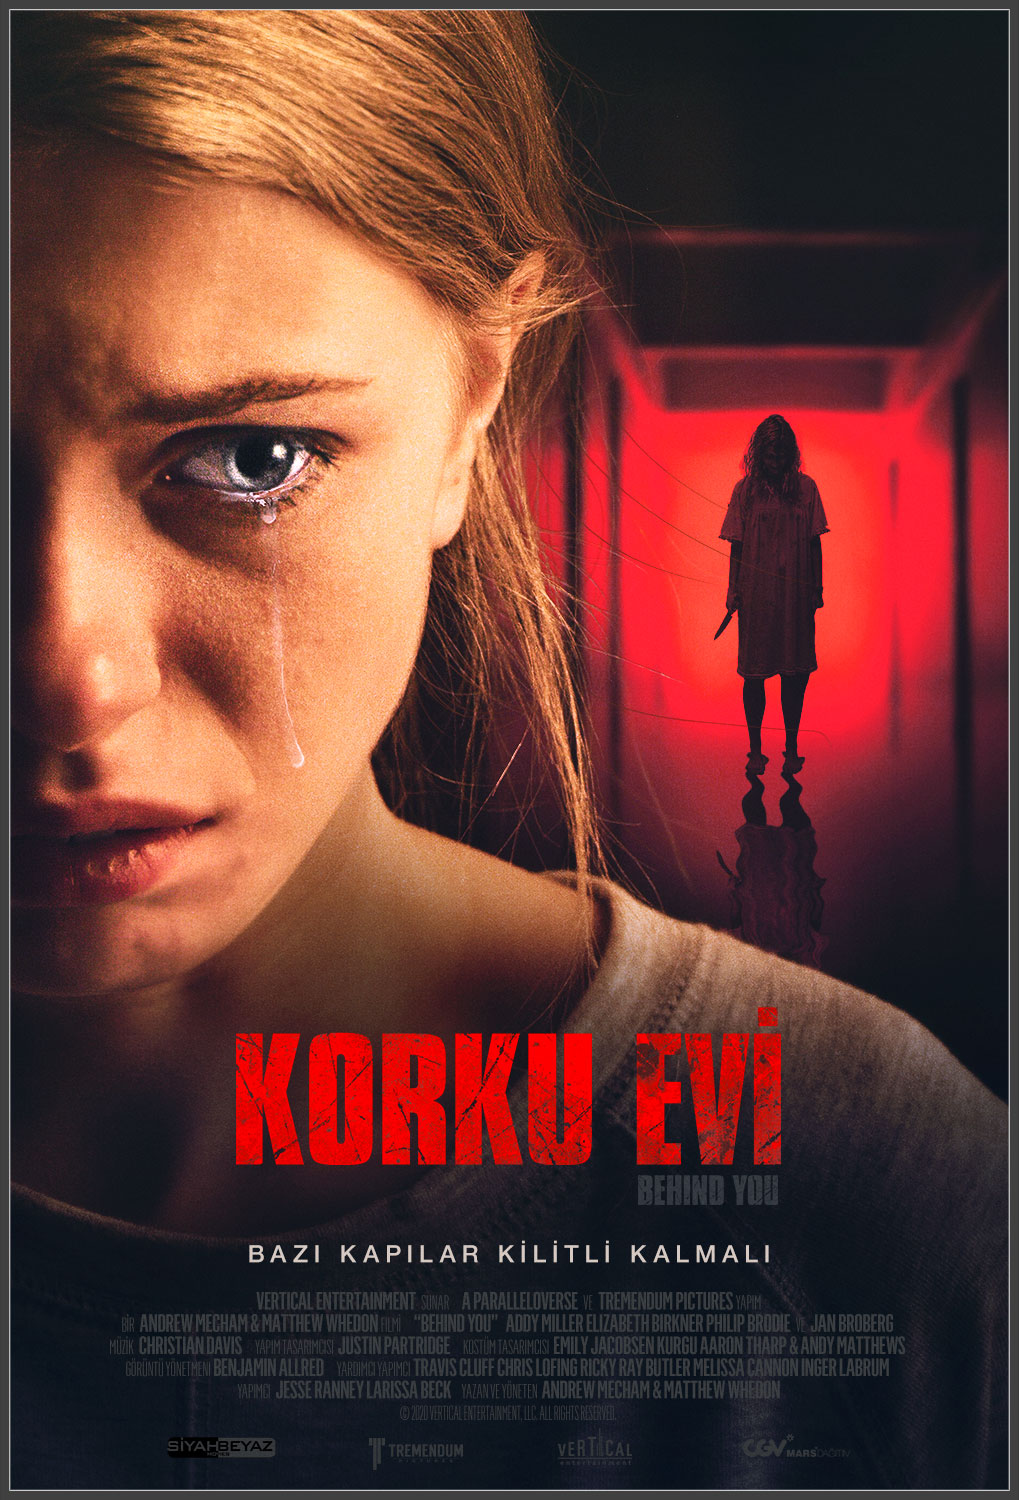 KORKU EVİ
BEHIND YOU
BAZI KAPILAR KİLİTLİ KALMALI
VERTICAL ENTERTAINMENT SUNAR A PARALLELOVERSE VE TREMENDUM PICTURES YAPIM
BİR ANDREW MECHAM & MATTHEW WHEDON FİLMİ "BEHIND YOU" ADDY MILLER ELIZABETH BIRKNER PHILIP BRODIE VE JAN BROBERG
MÜZİK CHRISTIAN DAVIS YAPIM TASARIMCISI JUSTIN PARTRIDGE KOSTÜM TASARIMCISI EMILY JACOBSEN KURGU AARON THARP & ANDY MATTHEWS
GÖRÜNTÜ YÖNETMENİ BENJAMIN ALLRED YARDIMCI YAPIMCI TRAVIS CLUFF CHRIS LOFING RICKY RAY BUTLER MELISSA CANNON INGER LABRUM
YAPIMCI JESSE RANNEY LARISSA BECK YAZAN VE YÖNETEN ANDREW MECHAM & MATTHEW WHEDON
© 2020 VERTICAL ENTERTAINMENT, LLC. ALL RIGHTS RESERVED.
SİYAHBEYAZ MOVIES TREMENDUM PICTURES VERTICAL entertainment CGV MARS DAĞITIM